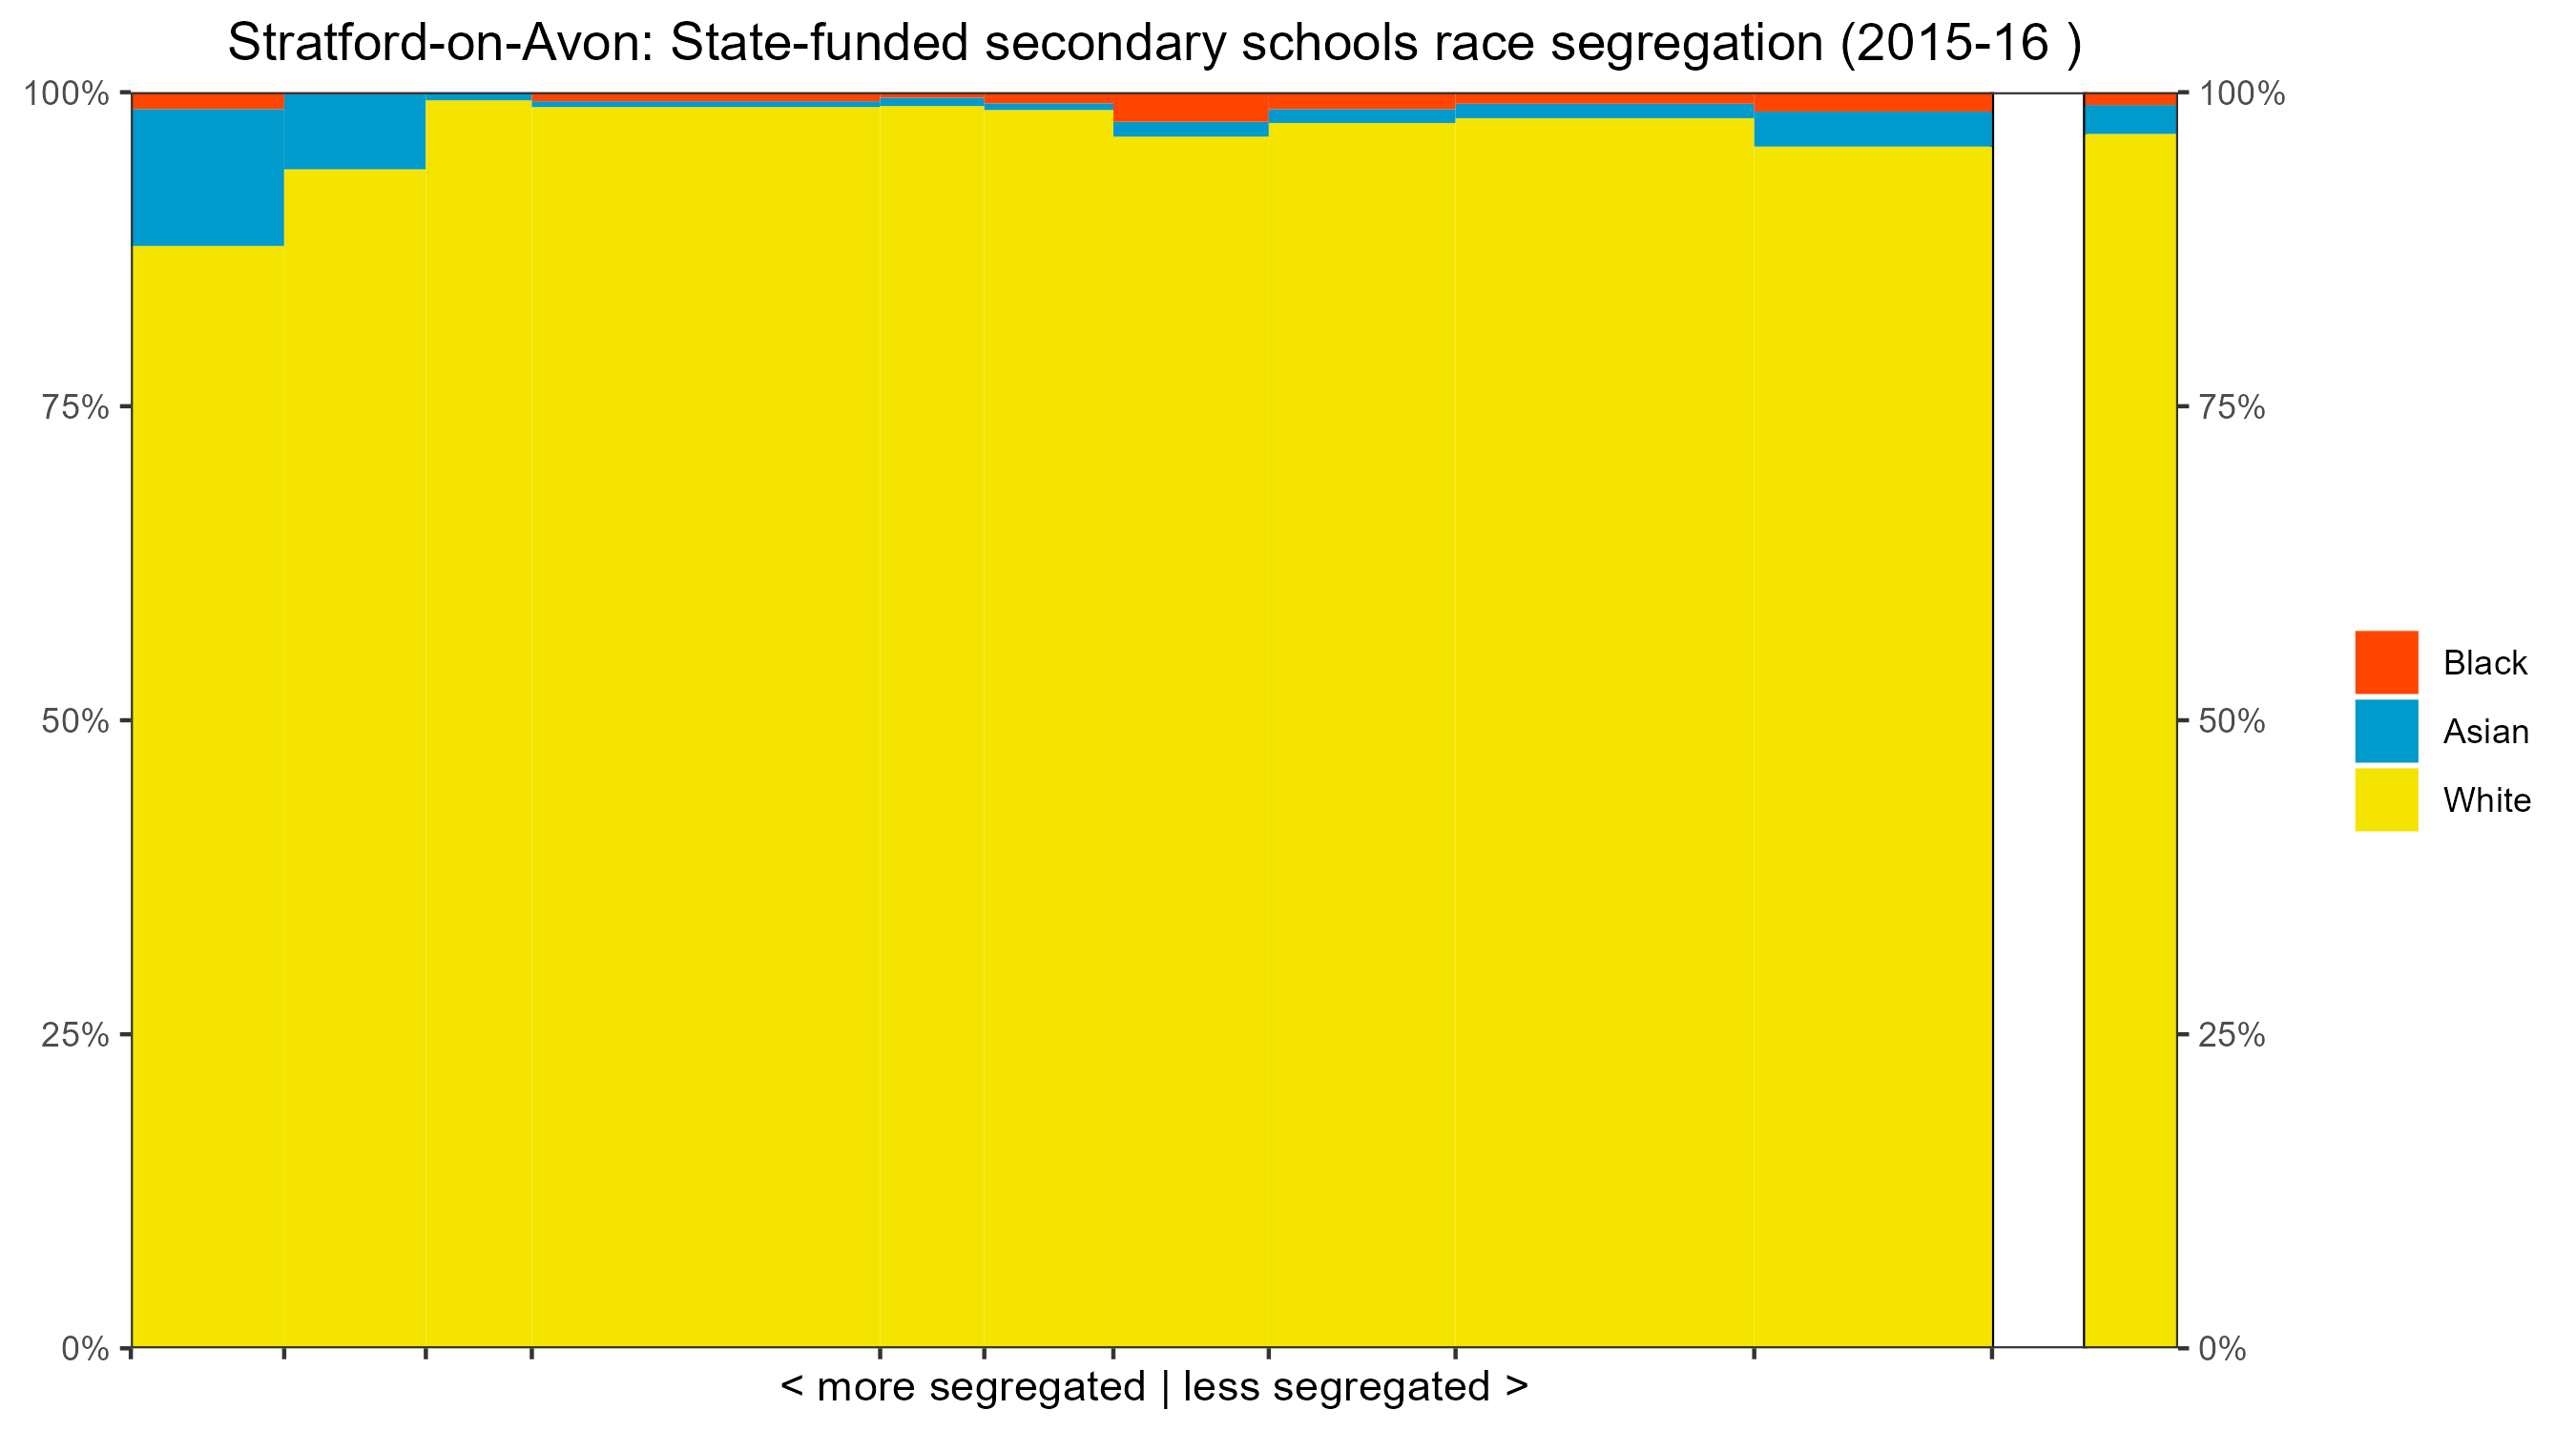 Stratford-on-Avon: State-funded secondary schools race segregation (2015-16 )
100%
75%
50%
25%
0%
100%
75%
50%
25%
0%
< more segregated | less segregated >
Black
Asian
White